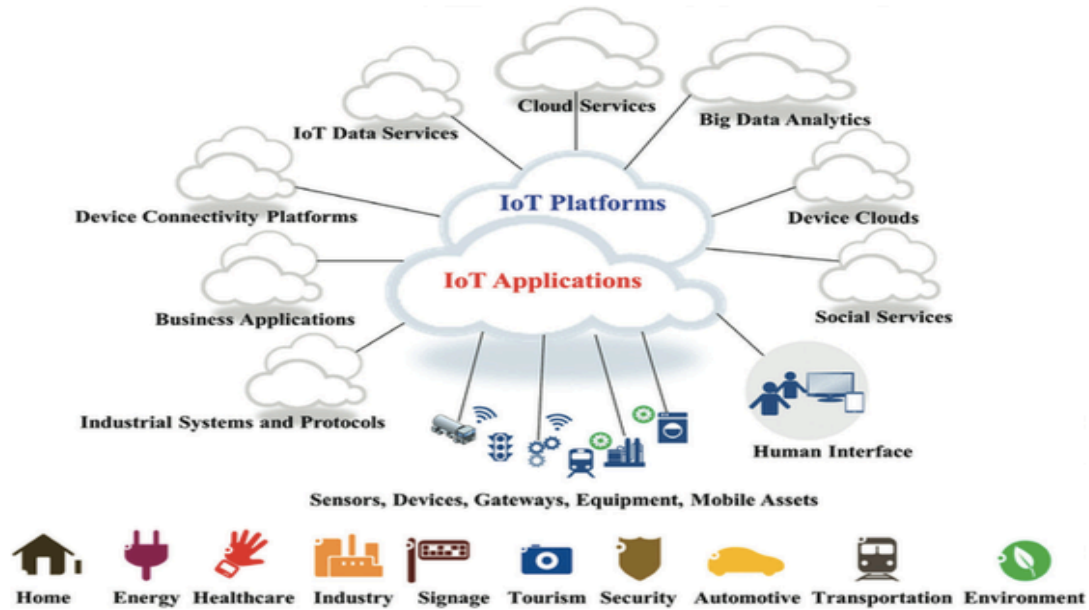 Cloud Services
Big Data Analytics
IoT Data Services
IoT Platforms
Device Connectivity Platforms
Device Clouds
IoT Applications
Business Applications
Social Services
Industrial Systems and Protocols
Human Interface
Sensors, Devices, Gateways, Equipment, Mobile Assets
Home Energy Healthcare Industry Signage Tourism Security Automotive Transportation Environment